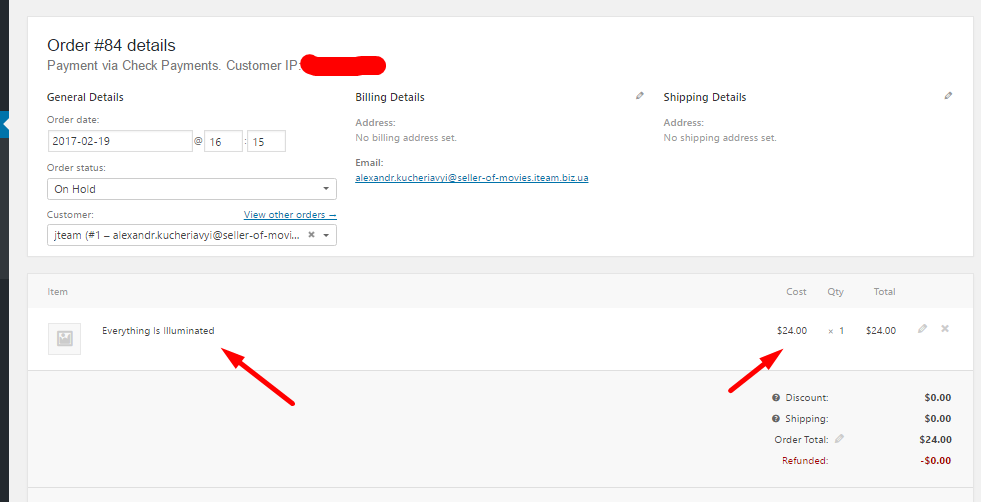 Order #84 details
Payment via Check Payments. Customer IP:
General Details
Order date:
2017-02-19 @ 16 : 15
Order status:
On Hold
Customer: View other orders →
jteam (#1 – alexandr.kucheriavyi@seller-of-movi... × 
Billing Details
Address:
No billing address set.
Email:
alexandr.kucheriavyi@seller-of-movies.iteam.biz.ua
Shipping Details
Address:
No shipping address set.
Item Cost Qty Total
Everything Is Illuminated $24.00 × 1 $24.00
Discount: $0.00
Shipping: $0.00
Order Total: $24.00
Refunded: -$0.00